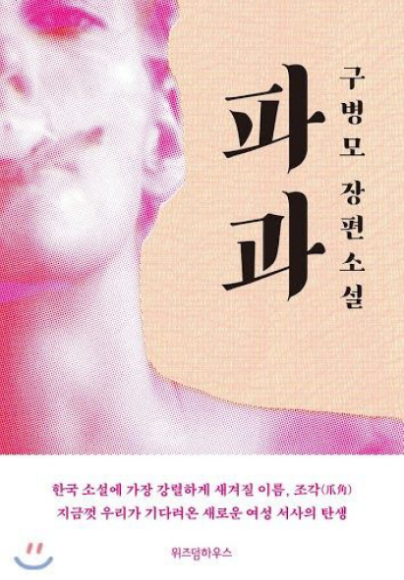 파과
구병모 장편소설
한국 소설에 가장 강렬하게 새겨질 이름, 조각(爪角)
지금껏 우리가 기다려온 새로운 여성 서사의 탄생
위즈덤하우스